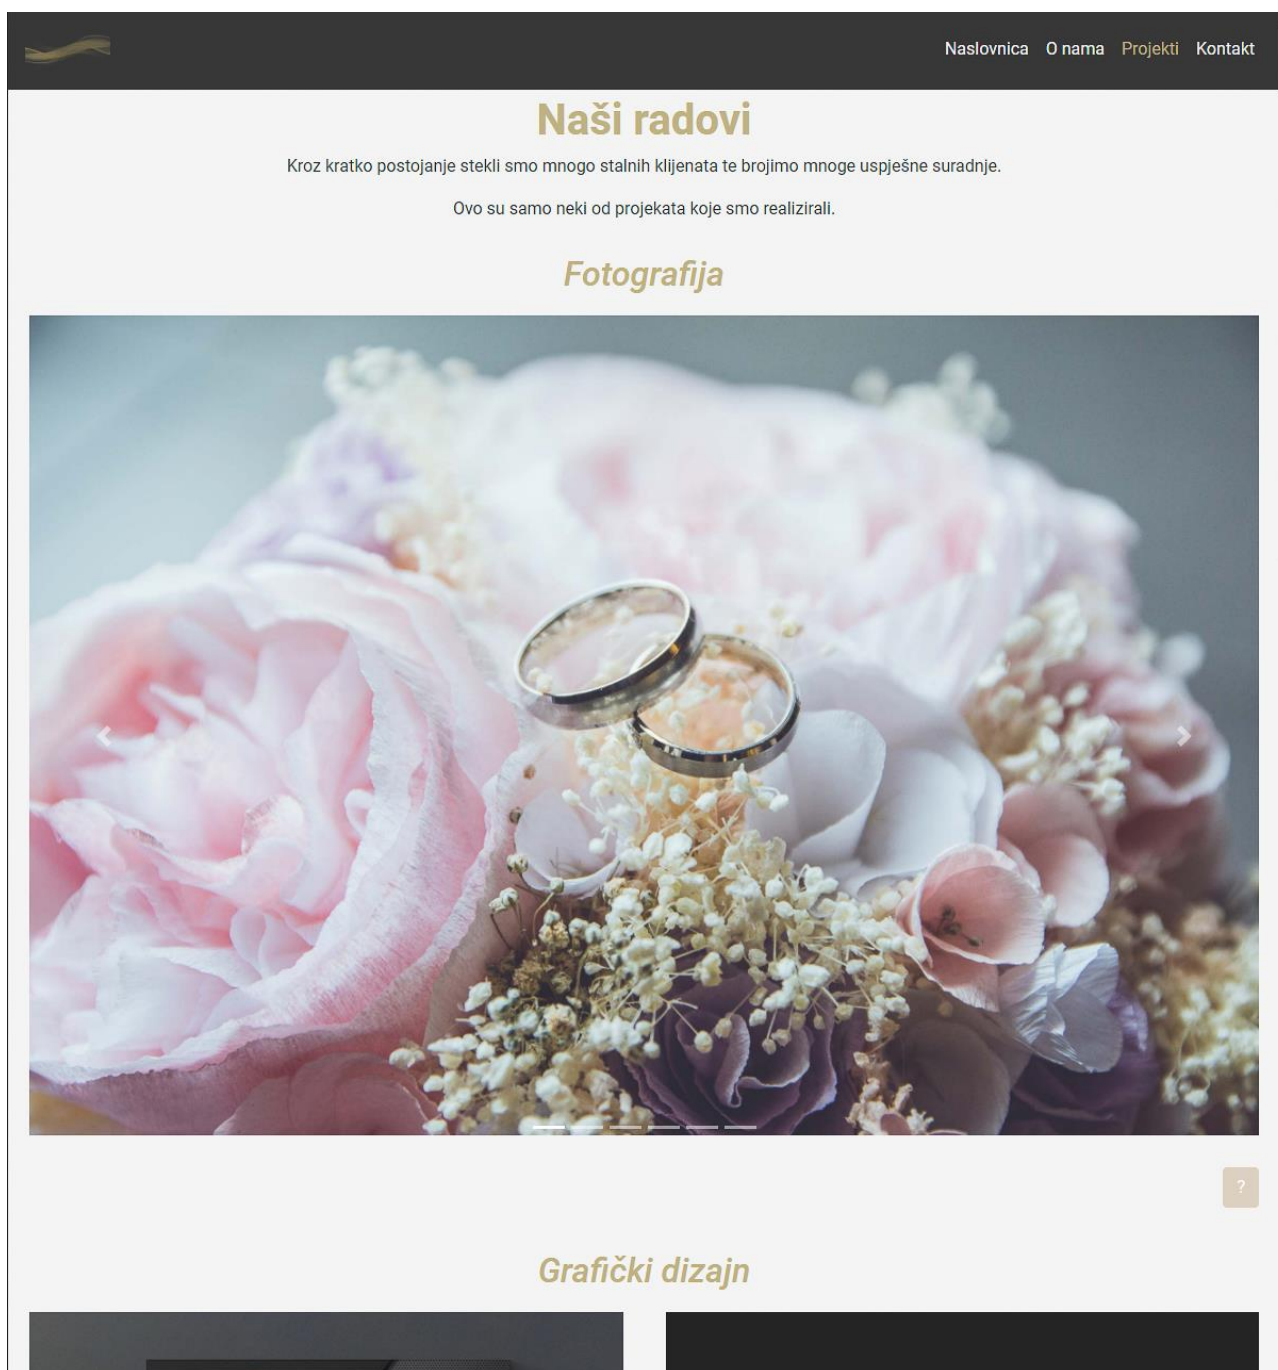 Naslovnica O nama Projekti Kontakt
Naši radovi
Kroz kratko postojanje stekli smo mnogo stalnih klijenata te brojimo mnoge uspješne suradnje.
Ovo su samo neki od projekata koje smo realizirali.
Fotografija
?
Grafički dizajn